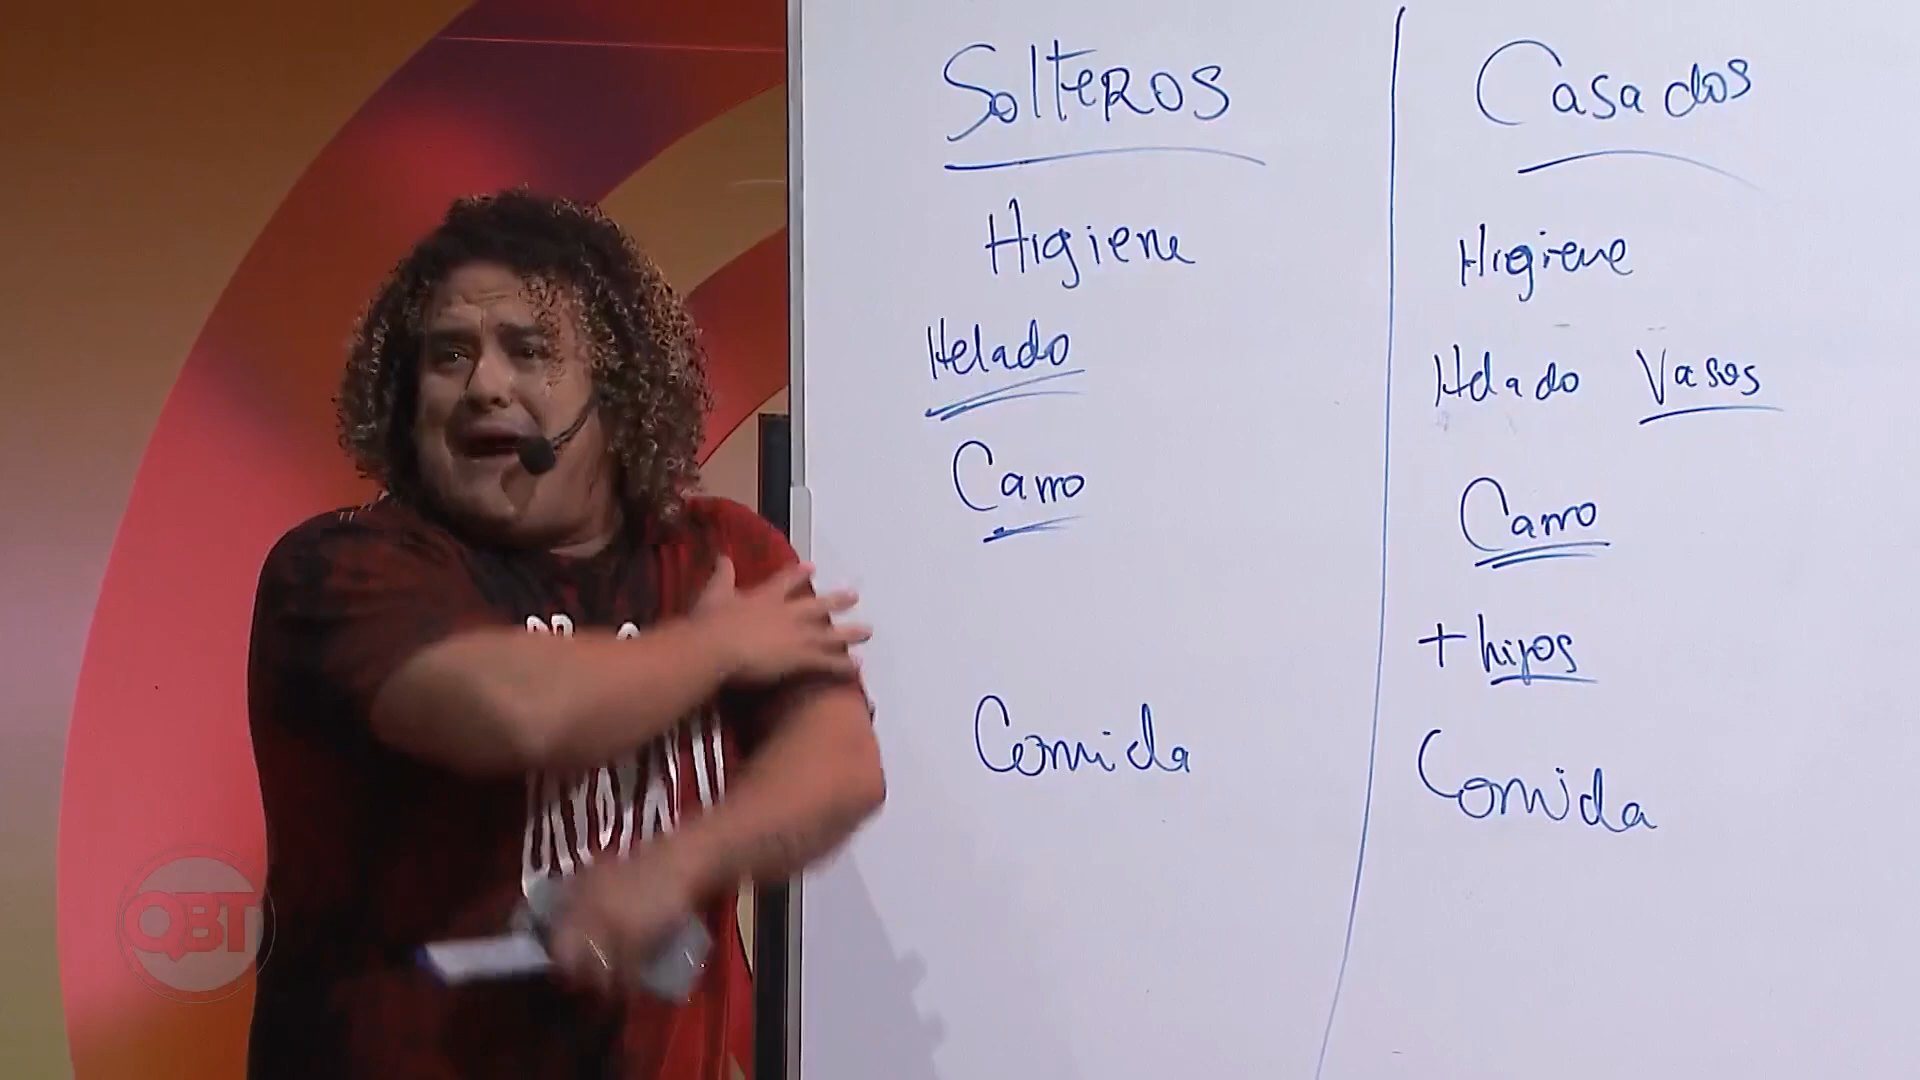 Solteros
Higiene
Helado
Carro
Comida
Casados
Higiene
Helado Vasos
Carro
+ hijos
Comida
QBT